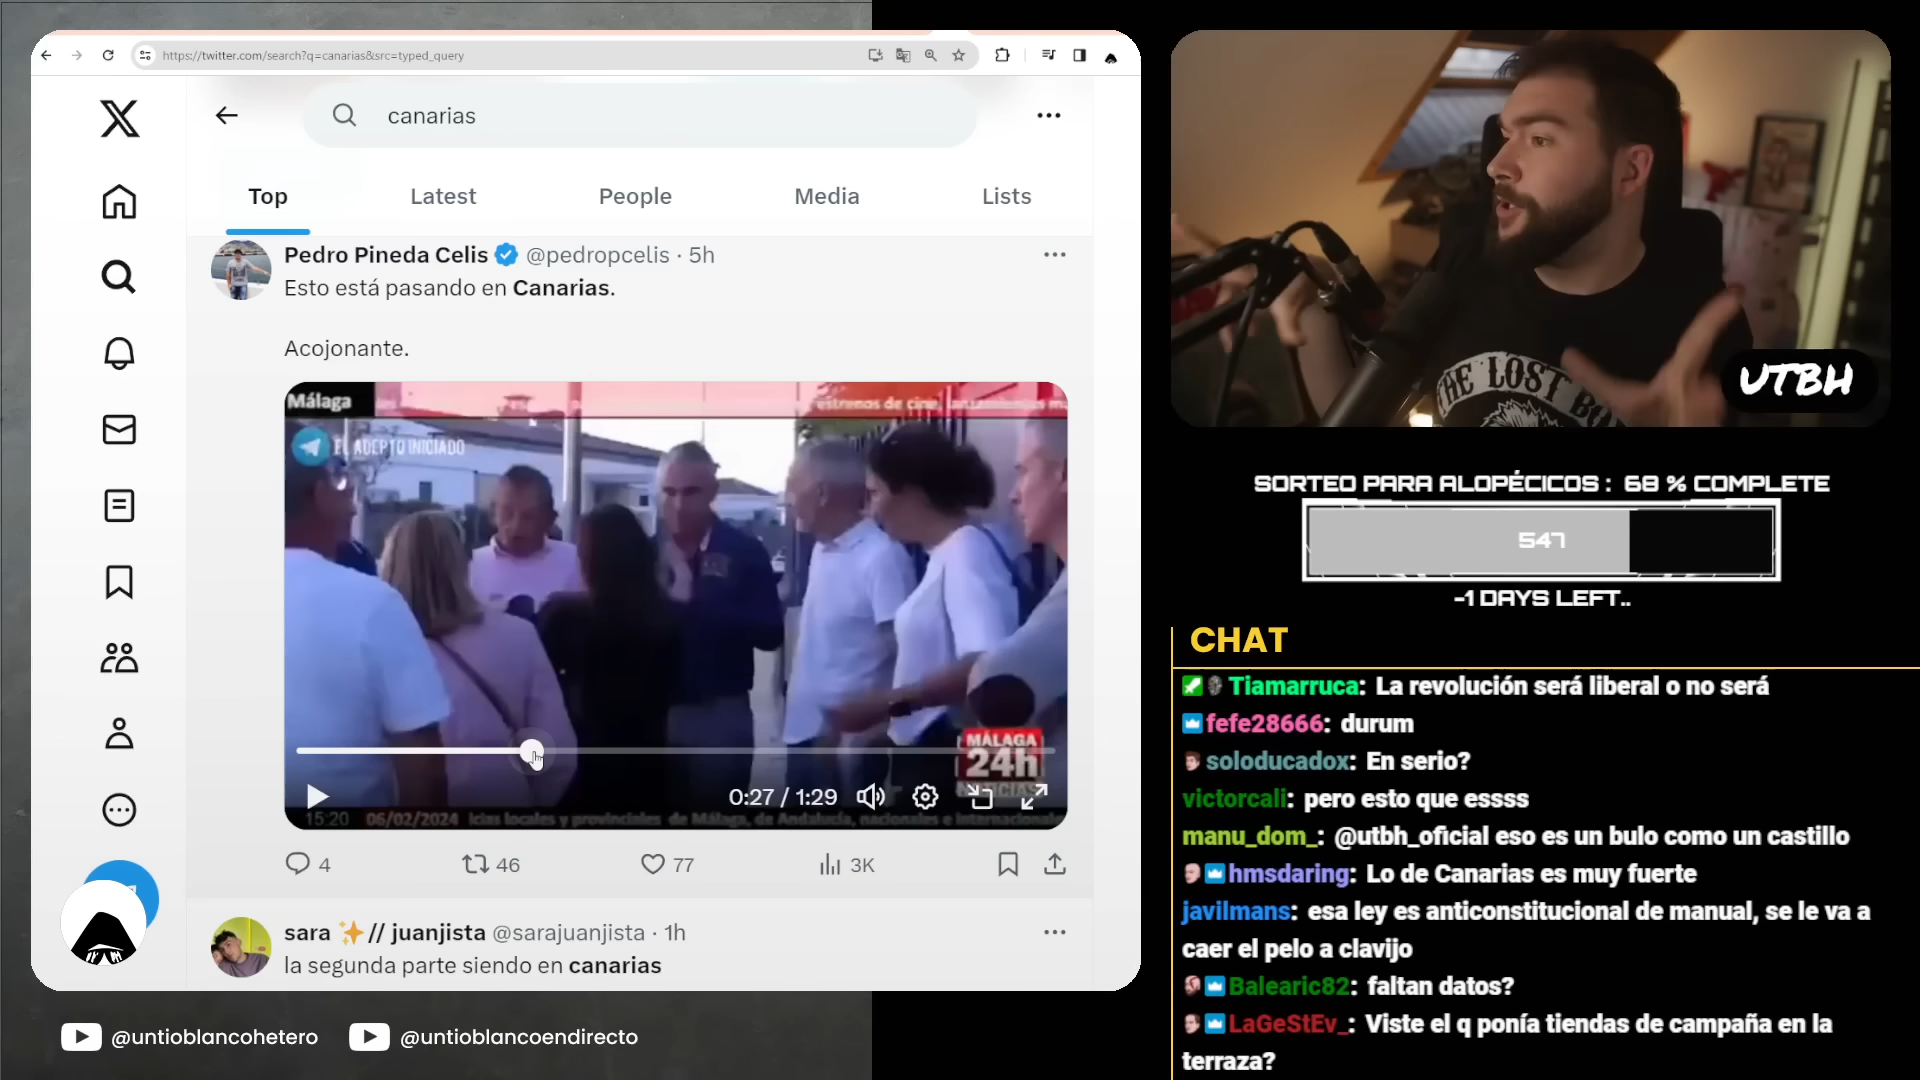 https://twitter.com/search?q=canarias&src=typed_query
canarias
Top
Latest
People
Media
Lists
Pedro Pineda Celis @pedropcelis · 5h
Esto está pasando en Canarias.
Acojonante.
Málaga
estrenos de cine, lanzamientos
EL ADEPTO INICIADO
MÁLAGA
24h
NOTICIAS
0:27 / 1:29
15:20 06/02/2024 icias locales y provinciales de Málaga, de Andalucía, nacionales e internacionales
4
46
77
3K
sara ✨// juanjista @sarajuanjista · 1h
la segunda parte siendo en canarias
@untioblancohetero
@untioblancoendirecto
THE LOST
UTBH
SORTEO PARA ALOPÉCICOS : 68 % COMPLETE
547
-1 DAYS LEFT..
CHAT
Tiamarruca: La revolución será liberal o no será
fefe28666: durum
soloducadox: En serio?
victorcali: pero esto que essss
manu_dom_: @utbh_oficial eso es un bulo como un castillo
hmsdaring: Lo de Canarias es muy fuerte
javilmans: esa ley es anticonstitucional de manual, se le va a
caer el pelo a clavijo
Balearic82: faltan datos?
LaGeStEv_: Viste el q ponía tiendas de campaña en la
terraza?